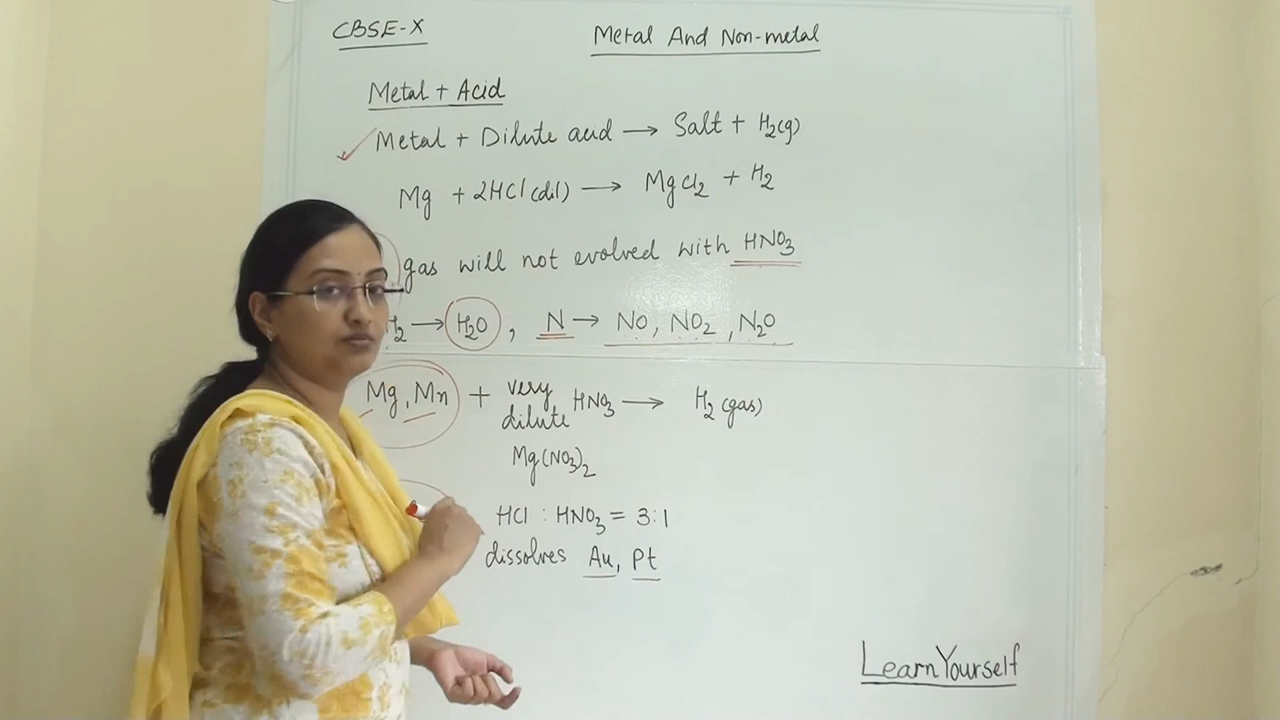 CBSE-X
Metal And Non-metal
Metal + Acid
Metal + Dilute acid → Salt + H₂(g)
Mg + 2HCl (dil) → MgCl₂ + H₂
gas will not evolved with HNO₃
H₂ → H₂O, N → NO, NO₂, N₂O
Mg, Mn + very dilute HNO₃ → H₂ (gas)
Mg(NO₃)₂
HCl : HNO₃ = 3:1
dissolves Au, Pt
LearnYourself